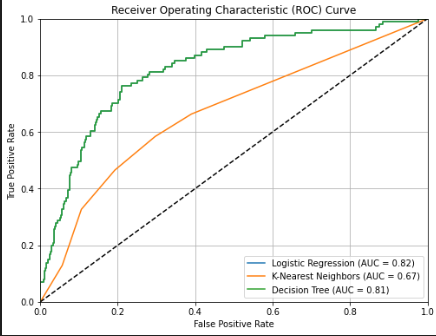 Receiver Operating Characteristic (ROC) Curve
1.0
0.8
0.6
0.4
0.2
0.0
True Positive Rate
Logistic Regression (AUC = 0.82)
K-Nearest Neighbors (AUC = 0.67)
Decision Tree (AUC = 0.81)
0.0 0.2 0.4 0.6 0.8 1.0
False Positive Rate